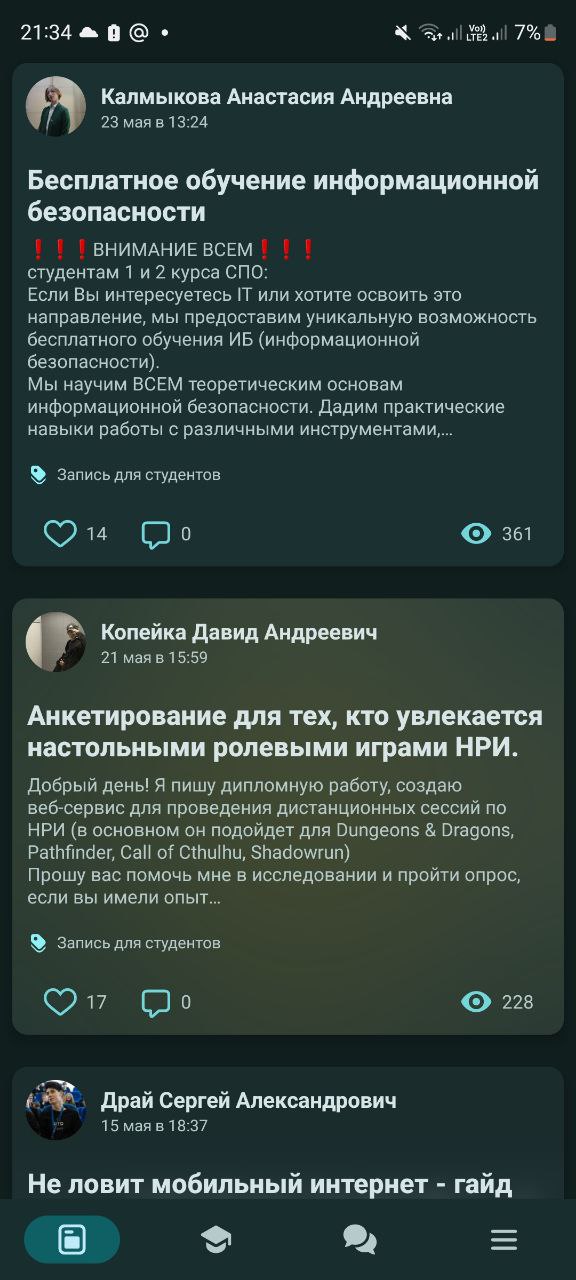 21:34
Vo)) LTE2 7%
Калмыкова Анастасия Андреевна
23 мая в 13:24
Бесплатное обучение информационной
безопасности
❗❗❗ВНИМАНИЕ ВСЕМ❗❗❗
студентам 1 и 2 курса СПО:
Если Вы интересуетесь IT или хотите освоить это
направление, мы предоставим уникальную возможность
бесплатного обучения ИБ (информационной
безопасности).
Мы научим ВСЕМ теоретическим основам
информационной безопасности. Дадим практические
навыки работы с различными инструментами,...
Запись для студентов
14 0 361
Копейка Давид Андреевич
21 мая в 15:59
Анкетирование для тех, кто увлекается
настольными ролевыми играми НРИ.
Добрый день! Я пишу дипломную работу, создаю
веб-сервис для проведения дистанционных сессий по
НРИ (в основном он подойдет для Dungeons & Dragons,
Pathfinder, Call of Cthulhu, Shadowrun)
Прошу вас помочь мне в исследовании и пройти опрос,
если вы имели опыт...
Запись для студентов
17 0 228
Драй Сергей Александрович
15 мая в 18:37
Не ловит мобильный интернет - гайд